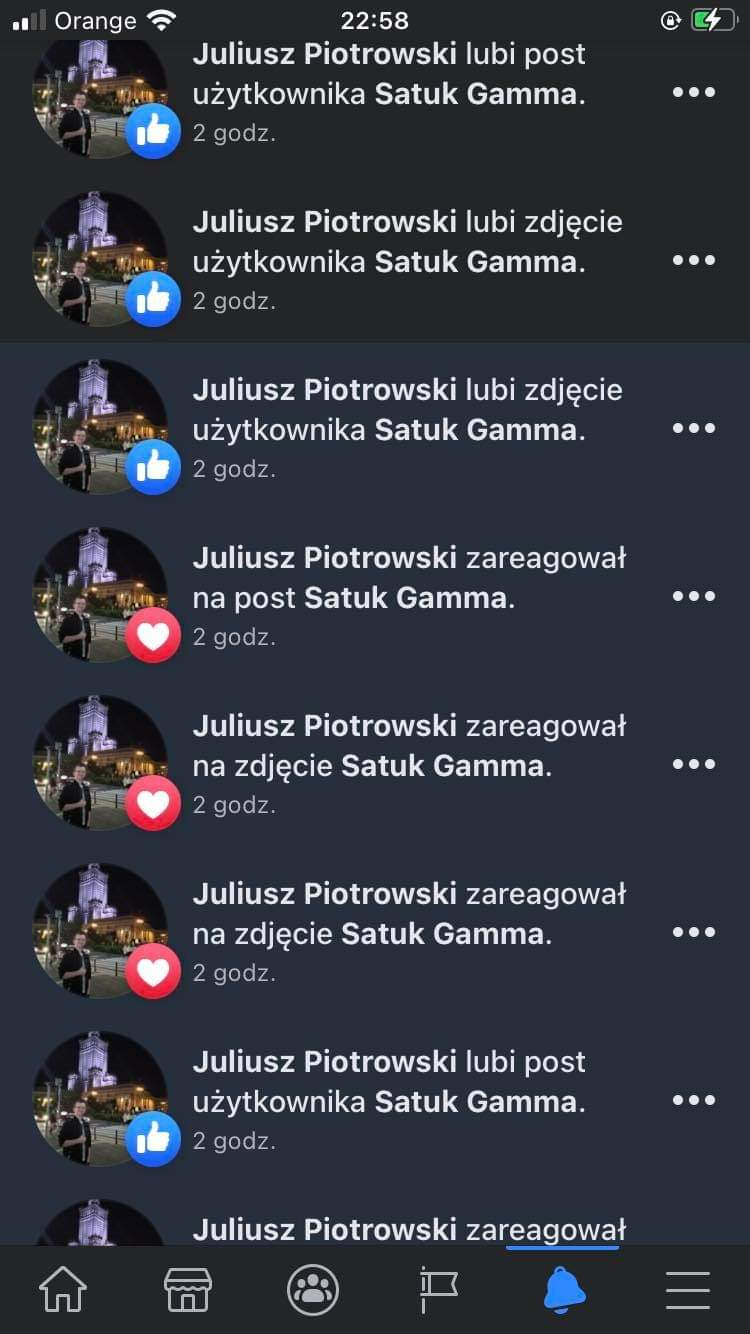 Orange 22:58
Juliusz Piotrowski lubi post
użytkownika Satuk Gamma.
2 godz.
Juliusz Piotrowski lubi zdjęcie
użytkownika Satuk Gamma.
2 godz.
Juliusz Piotrowski lubi zdjęcie
użytkownika Satuk Gamma.
2 godz.
Juliusz Piotrowski zareagował
na post Satuk Gamma.
2 godz.
Juliusz Piotrowski zareagował
na zdjęcie Satuk Gamma.
2 godz.
Juliusz Piotrowski zareagował
na zdjęcie Satuk Gamma.
2 godz.
Juliusz Piotrowski lubi post
użytkownika Satuk Gamma.
2 godz.
Juliusz Piotrowski zareagował